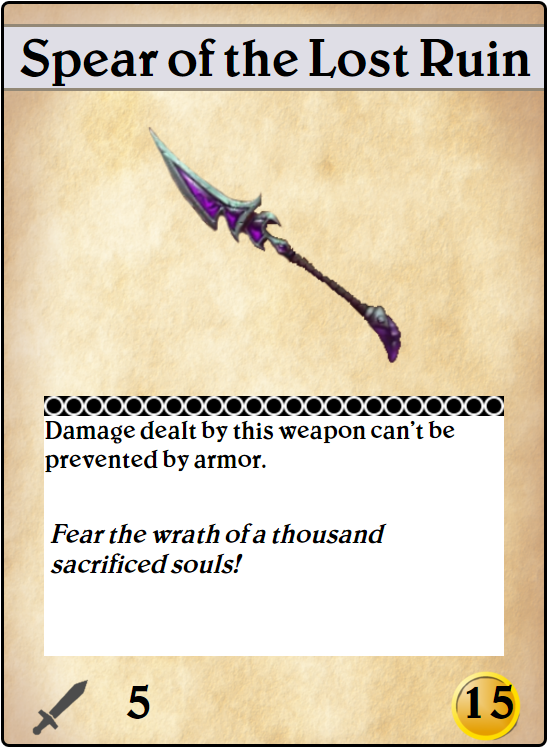 Spear of the Lost Ruin
Damage dealt by this weapon can't be
prevented by armor.
Fear the wrath of a thousand
sacrificed souls!
5
15